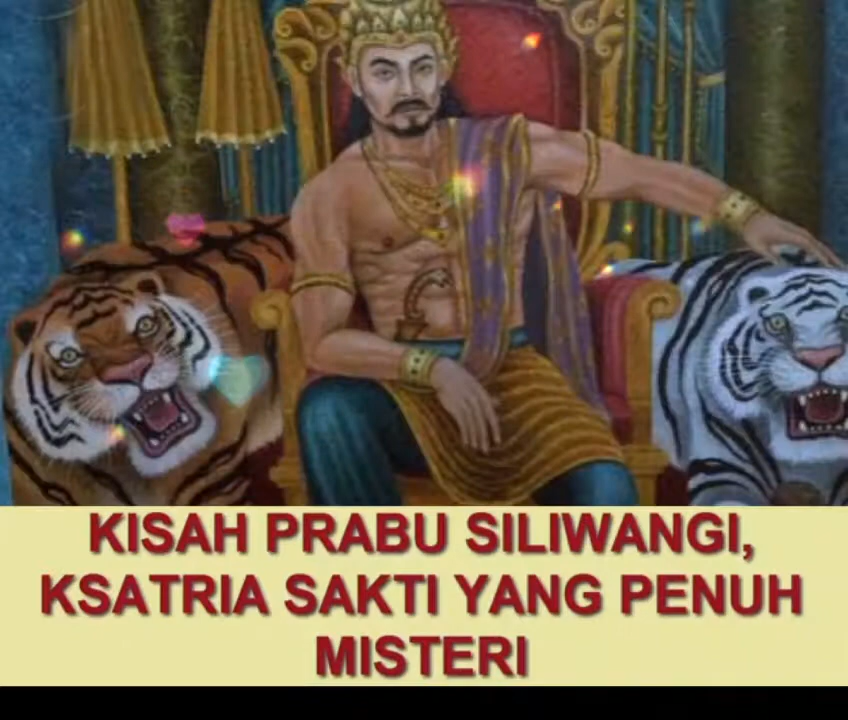 KISAH PRABU SILIWANGI,
KSATRIA SAKTI YANG PENUH
MISTERI